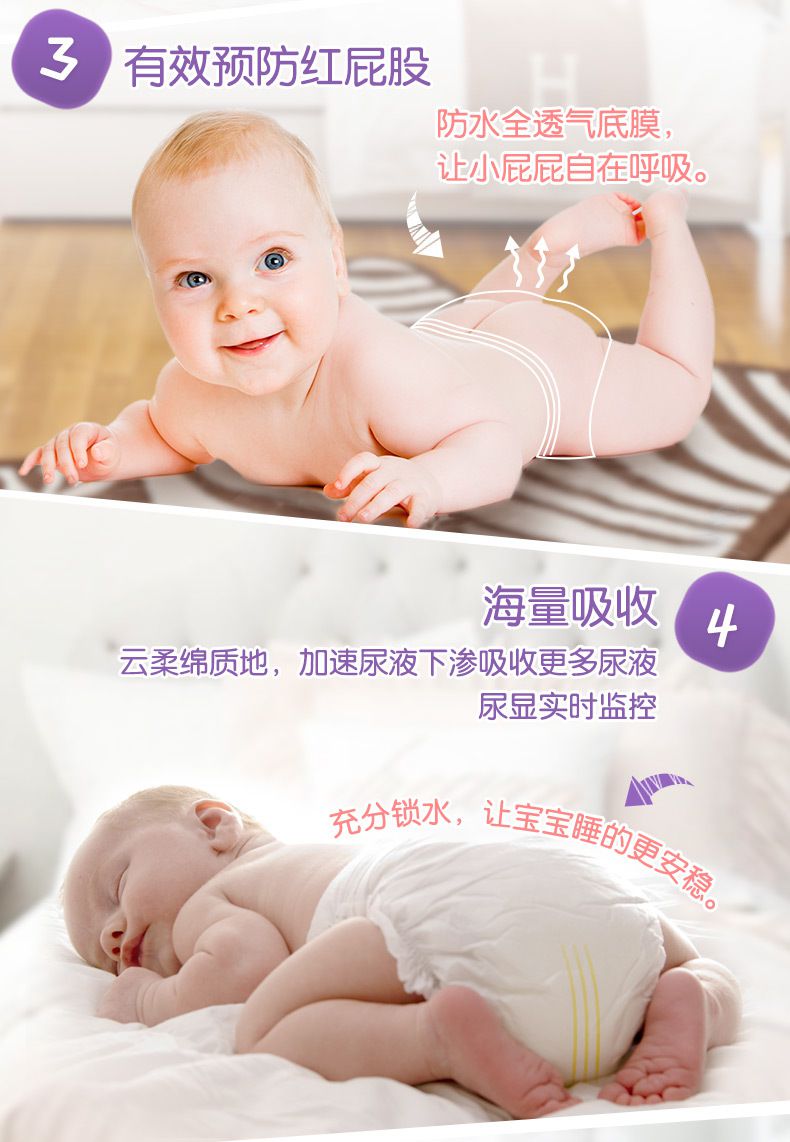 3
有效预防红屁股
H
防水全透气底膜，
让小屁屁自在呼吸。
海量吸收
4
云柔绵质地，加速尿液下渗吸收更多尿液
尿显实时监控
充分锁水，让宝宝睡的更安稳。